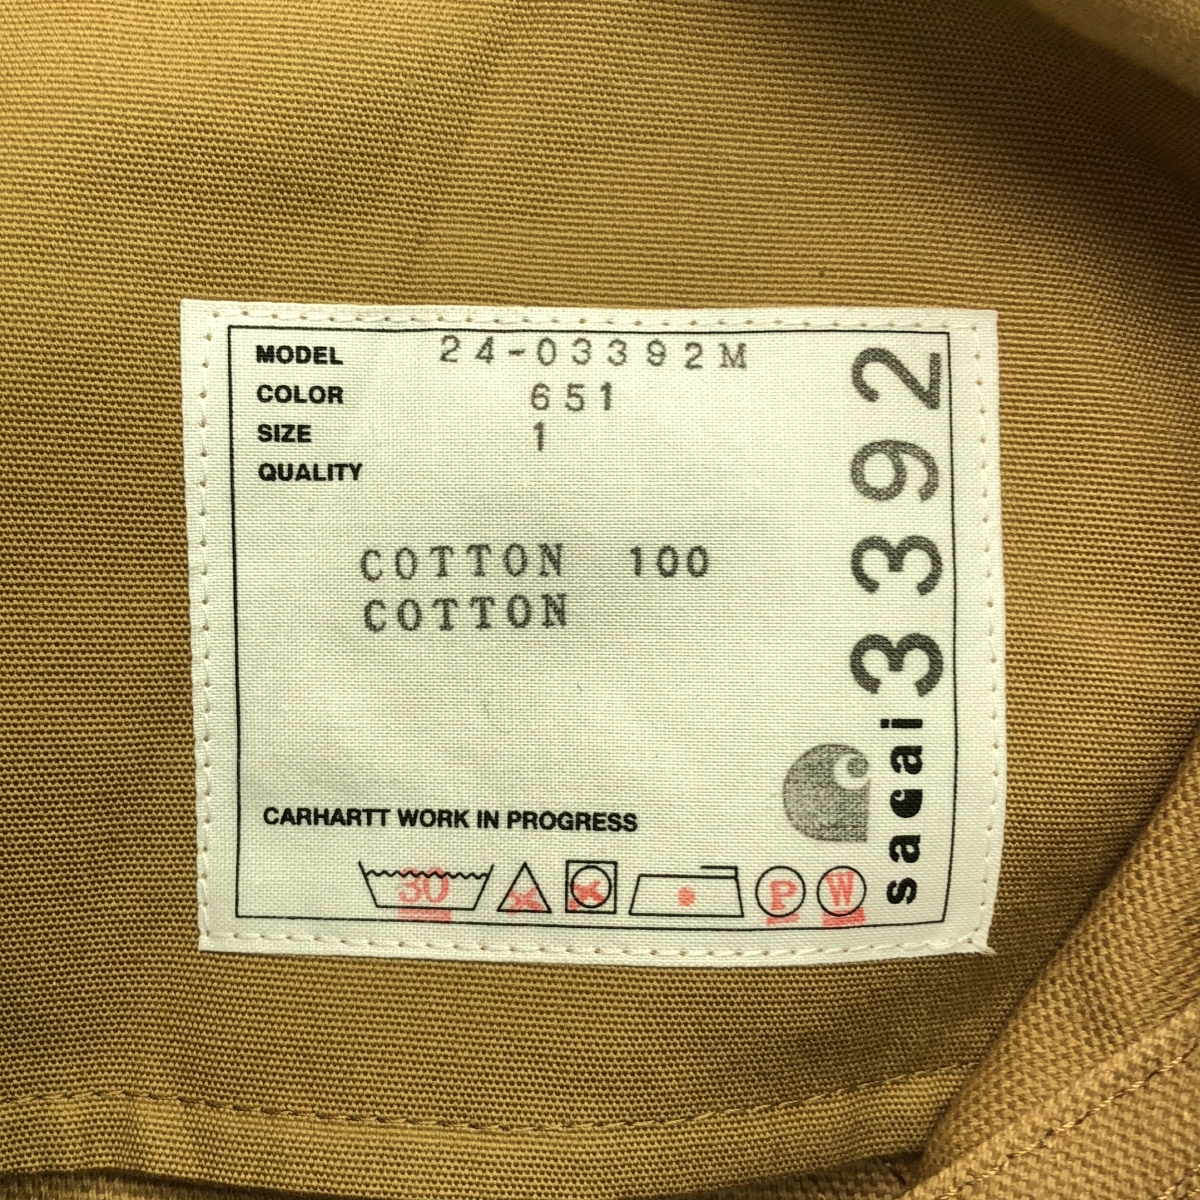 MODEL 24-03392M
COLOR 651
SIZE 1
QUALITY
COTTON 100
COTTON
CARHARTT WORK IN PROGRESS
30
P
W
sacai 3392